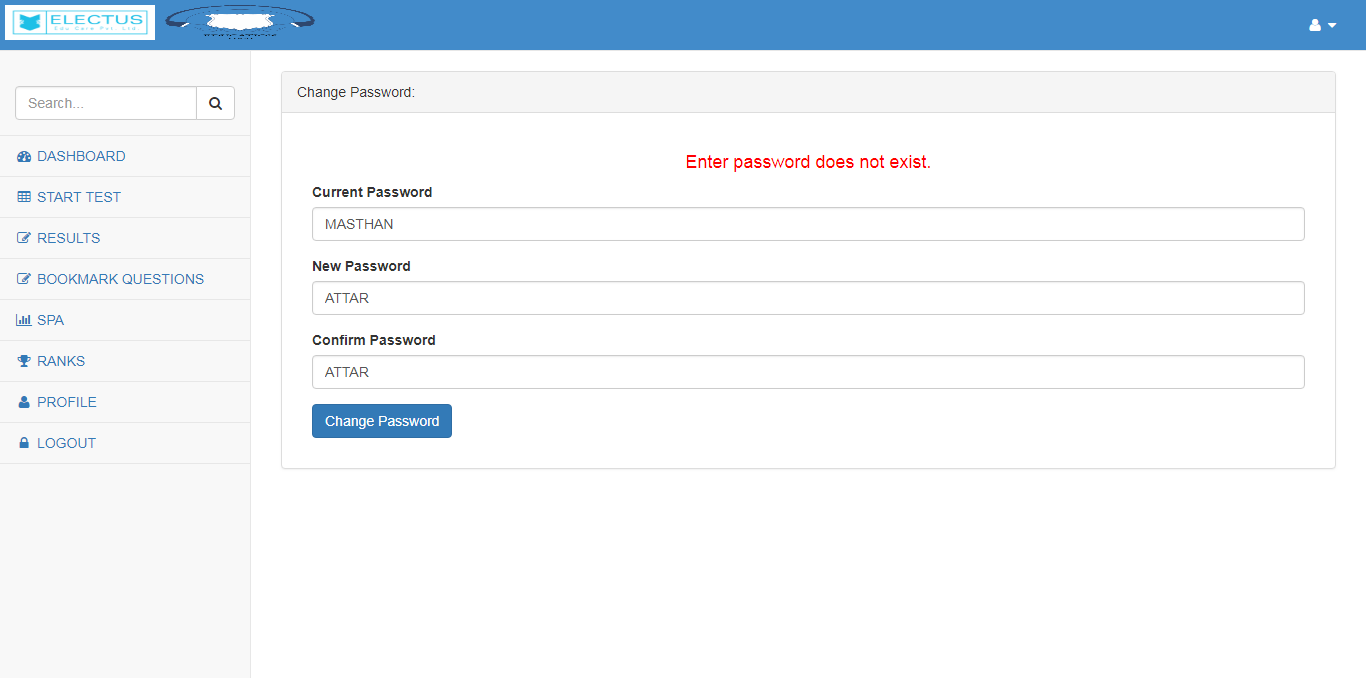 ELECTUS
Edu Care Pvt. Ltd.
Search...
DASHBOARD
START TEST
RESULTS
BOOKMARK QUESTIONS
SPA
RANKS
PROFILE
LOGOUT
Change Password:
Enter password does not exist.
Current Password
MASTHAN
New Password
ATTAR
Confirm Password
ATTAR
Change Password